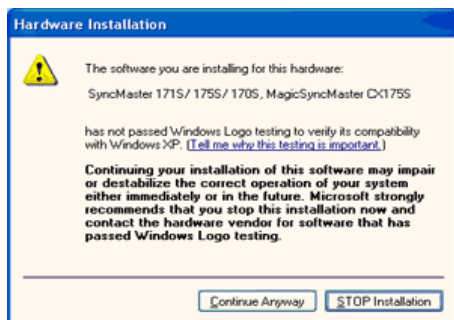 Hardware Installation
The software you are installing for this hardware:
SyncMaster 171S/ 175S/ 170S, MagicSyncMaster CX175S
has not passed Windows Logo testing to verify its compatibility
with Windows XP. (Tell me why this testing is important.)
Continuing your installation of this software may impair
or destabilize the correct operation of your system
either immediately or in the future. Microsoft strongly
recommends that you stop this installation now and
contact the hardware vendor for software that has
passed Windows Logo testing.
Continue Anyway STOP Installation